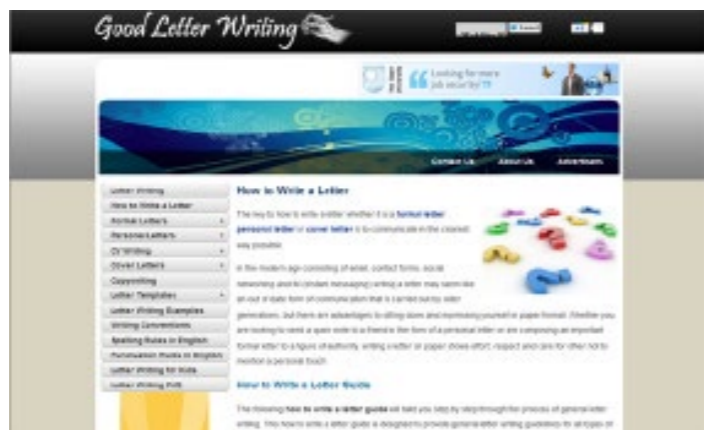 Good Letter Writing
Looking for more
job security?
Contact Us About Us Advertisers
Letter Writing
How to Write a Letter
Formal Letters
Personal Letters
CV Writing
Cover Letters
Copywriting
Letter Templates
Letter Writing Examples
Writing Conventions
Spelling Rules in English
Punctuation Rules in English
Letter Writing for Kids
Letter Writing FAQ
How to Write a Letter
The key to how to write a letter whether it is a formal letter
personal letter or cover letter is to communicate in the clearest
way possible.
In the modern age consisting of email, contact forms, social
networking and IM (instant messaging) writing a letter may seem like
an out of date form of communication that is carried out by older
generations, but there are advantages to sitting down and expressing yourself in paper format. Whether you
are looking to send a quick note to a friend in the form of a personal letter or are composing an important
formal letter to a figure of authority, writing a letter on paper shows effort, respect and care for other not to
mention a personal touch.
How to Write a Letter Guide
The following how to write a letter guide will take you step by step through the process of general letter
writing. This how to write a letter guide is designed to provide general letter writing guidelines for all types of